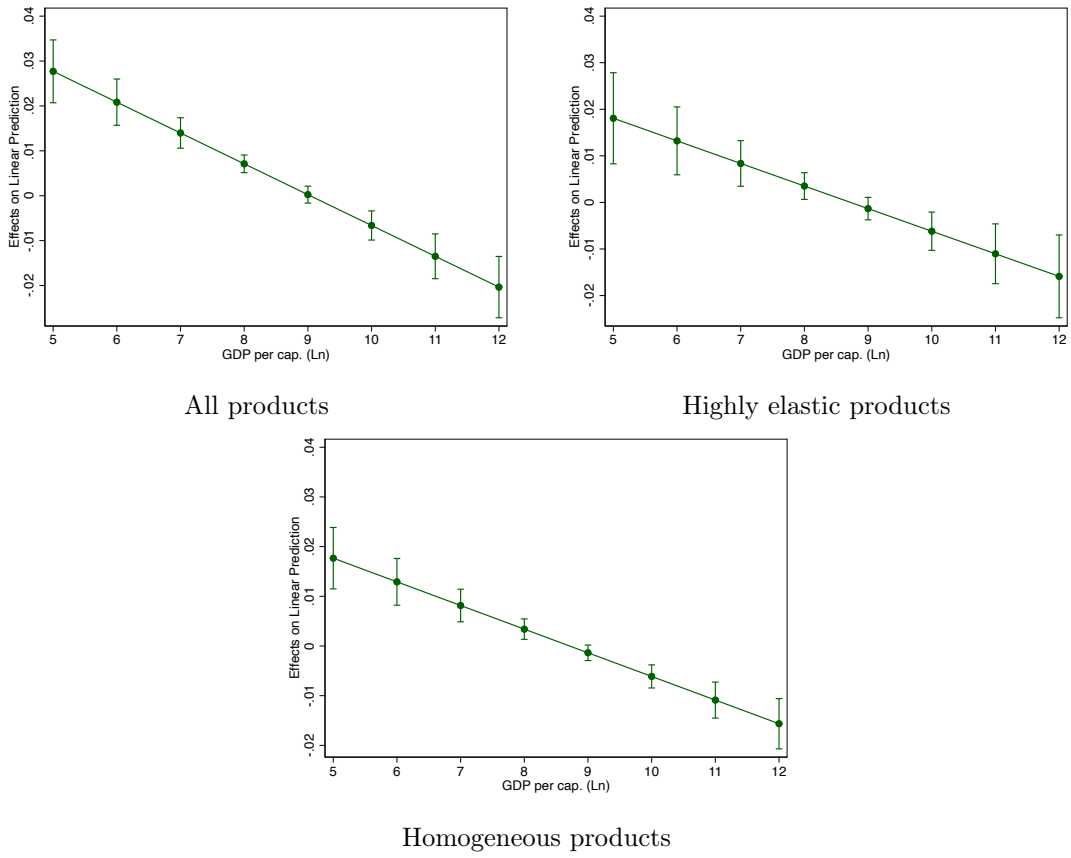 Effects on Linear Prediction
.04
.03
.02
.01
0
-.01
-.02
5 6 7 8 9 10 11 12
GDP per cap. (Ln)
All products
Effects on Linear Prediction
.04
.03
.02
.01
0
-.01
-.02
5 6 7 8 9 10 11 12
GDP per cap. (Ln)
Highly elastic products
Effects on Linear Prediction
.04
.03
.02
.01
0
-.01
-.02
5 6 7 8 9 10 11 12
GDP per cap. (Ln)
Homogeneous products